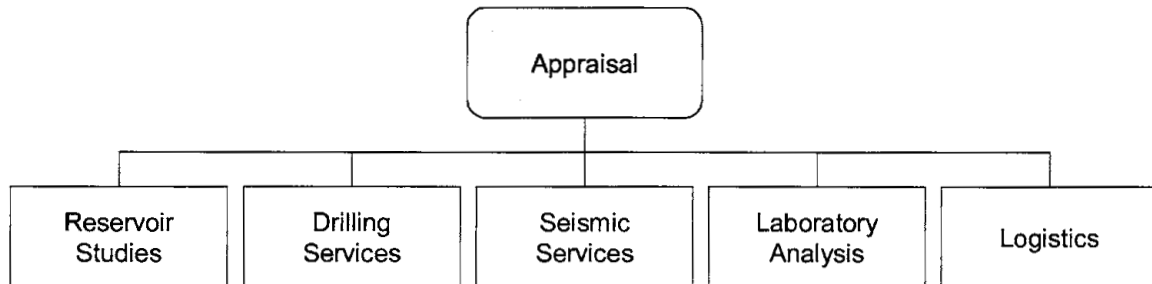 Appraisal
Reservoir
Studies
Drilling
Services
Seismic
Services
Laboratory
Analysis
Logistics